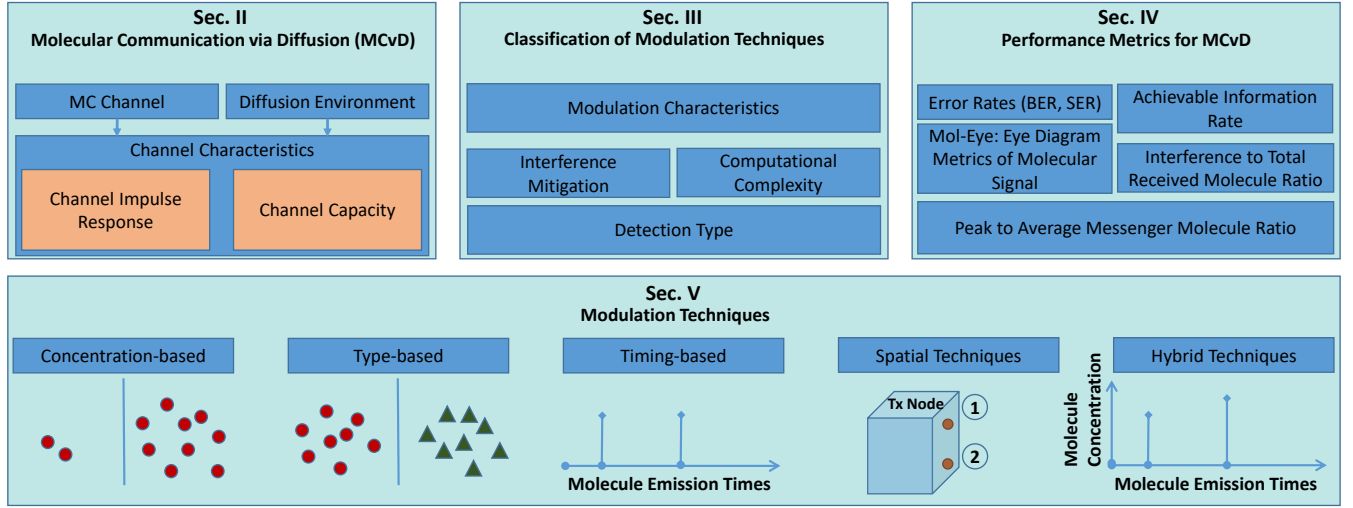 Sec. II
Molecular Communication via Diffusion (MCvD)
MC Channel
Diffusion Environment
Channel Characteristics
Channel Impulse
Response
Channel Capacity
Sec. III
Classification of Modulation Techniques
Modulation Characteristics
Interference
Mitigation
Computational
Complexity
Detection Type
Sec. IV
Performance Metrics for MCvD
Error Rates (BER, SER)
Achievable Information
Rate
Mol-Eye: Eye Diagram
Metrics of Molecular
Signal
Interference to Total
Received Molecule Ratio
Peak to Average Messenger Molecule Ratio
Sec. V
Modulation Techniques
Concentration-based
Type-based
Timing-based
Molecule Emission Times
Spatial Techniques
Tx Node
1
2
Hybrid Techniques
Molecule
Concentration
Molecule Emission Times